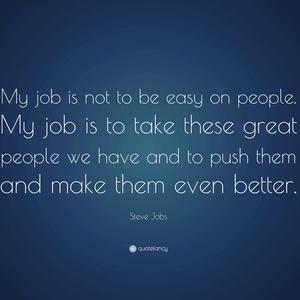 My job is not to be easy on people.
My job is to take these great
people we have and to push them
and make them even better.
Steve Jobs
quotefancy